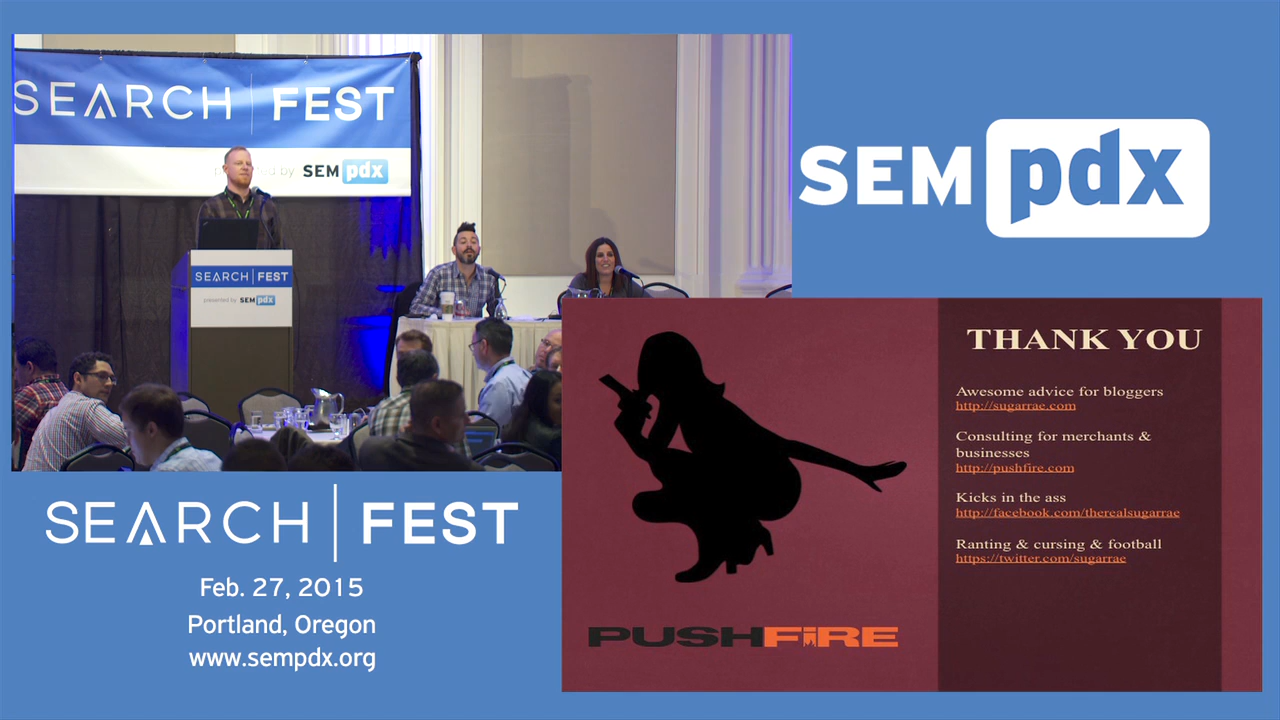 SEARCH | FEST
presented by SEM pdx
SEARCH | FEST
presented by SEM pdx
SEM pdx
THANK YOU
Awesome advice for bloggers
http://sugarrae.com
Consulting for merchants &
businesses
http://pushfire.com
Kicks in the ass
http://facebook.com/therealsugarrae
Ranting & cursing & football
https://twitter.com/sugarrae
PUSHFiRE
SEARCH | FEST
Feb. 27, 2015
Portland, Oregon
www.sempdx.org